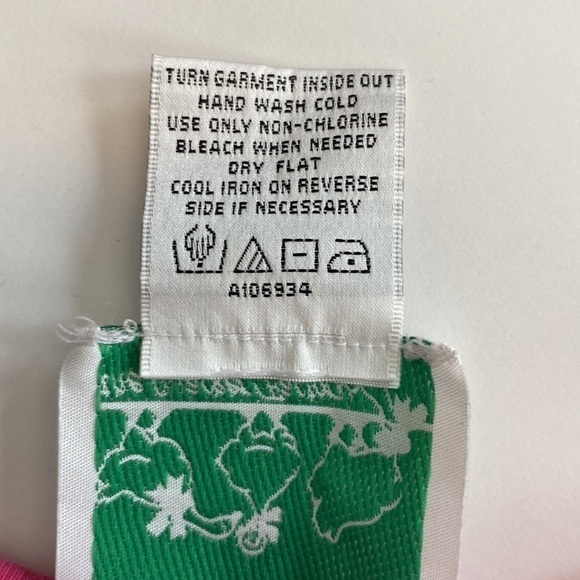 TURN GARMENT INSIDE OUT
HAND WASH COLD
USE ONLY NON-CHLORINE
BLEACH WHEN NEEDED
DRY FLAT
COOL IRON ON REVERSE
SIDE IF NECESSARY
A106934